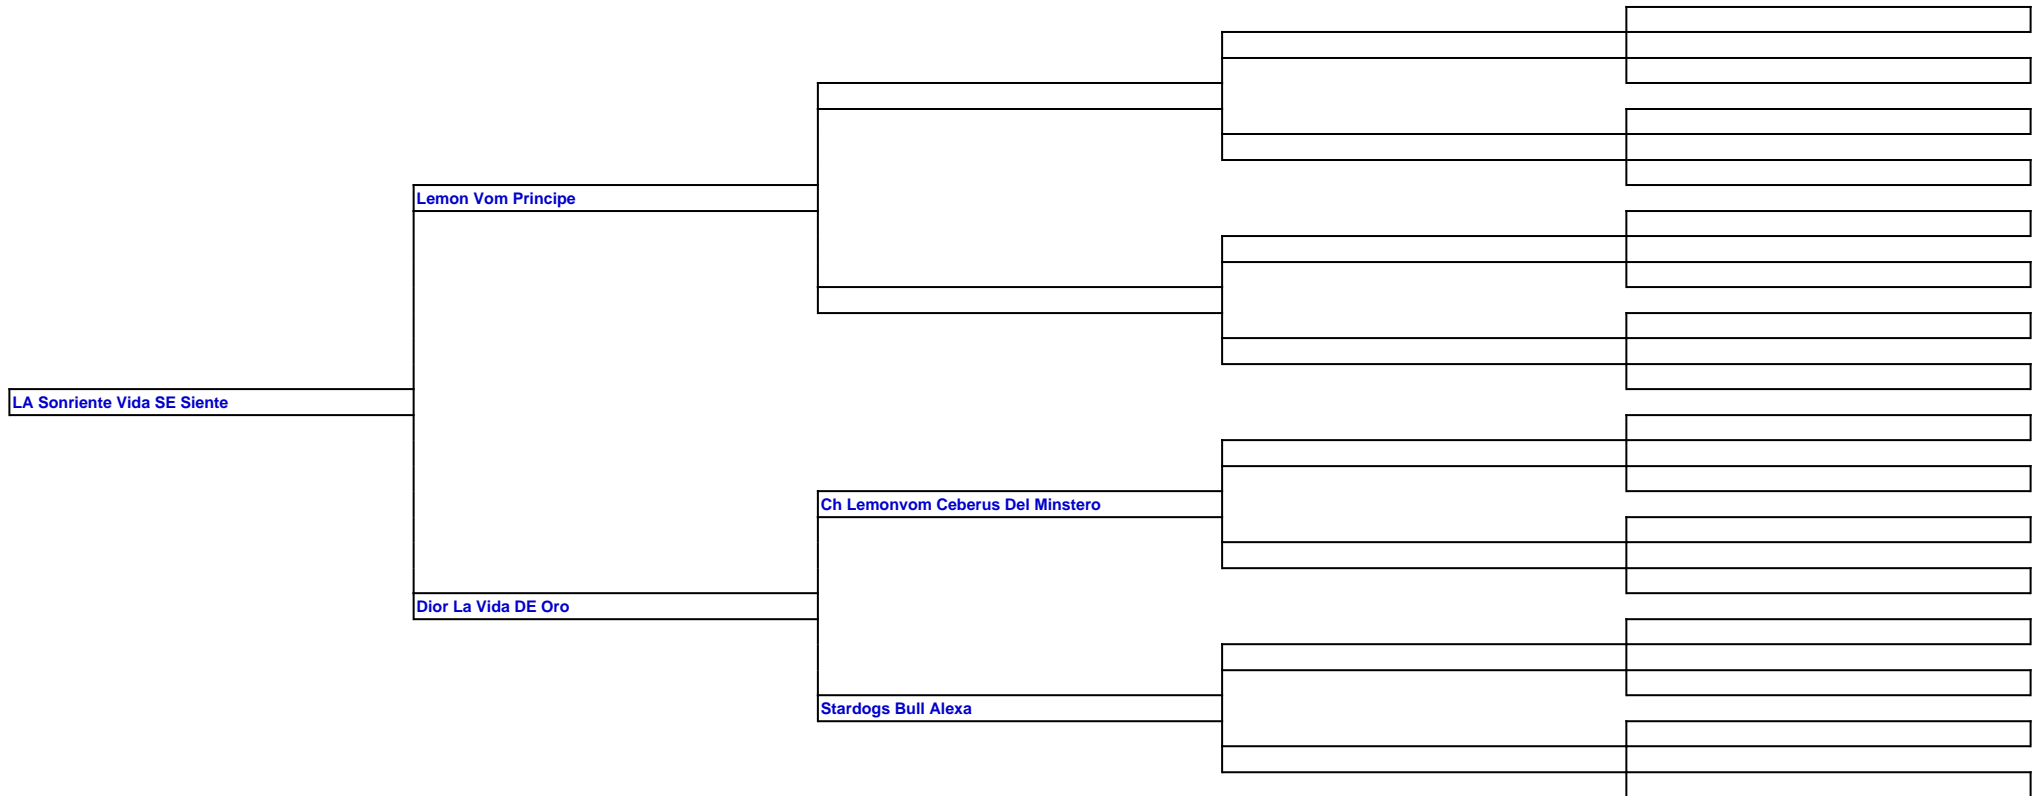 Lemon Vom Principe
LA Sonriente Vida SE Siente
Ch Lemonvom Ceberus Del Minstero
Dior La Vida DE Oro
Stardogs Bull Alexa